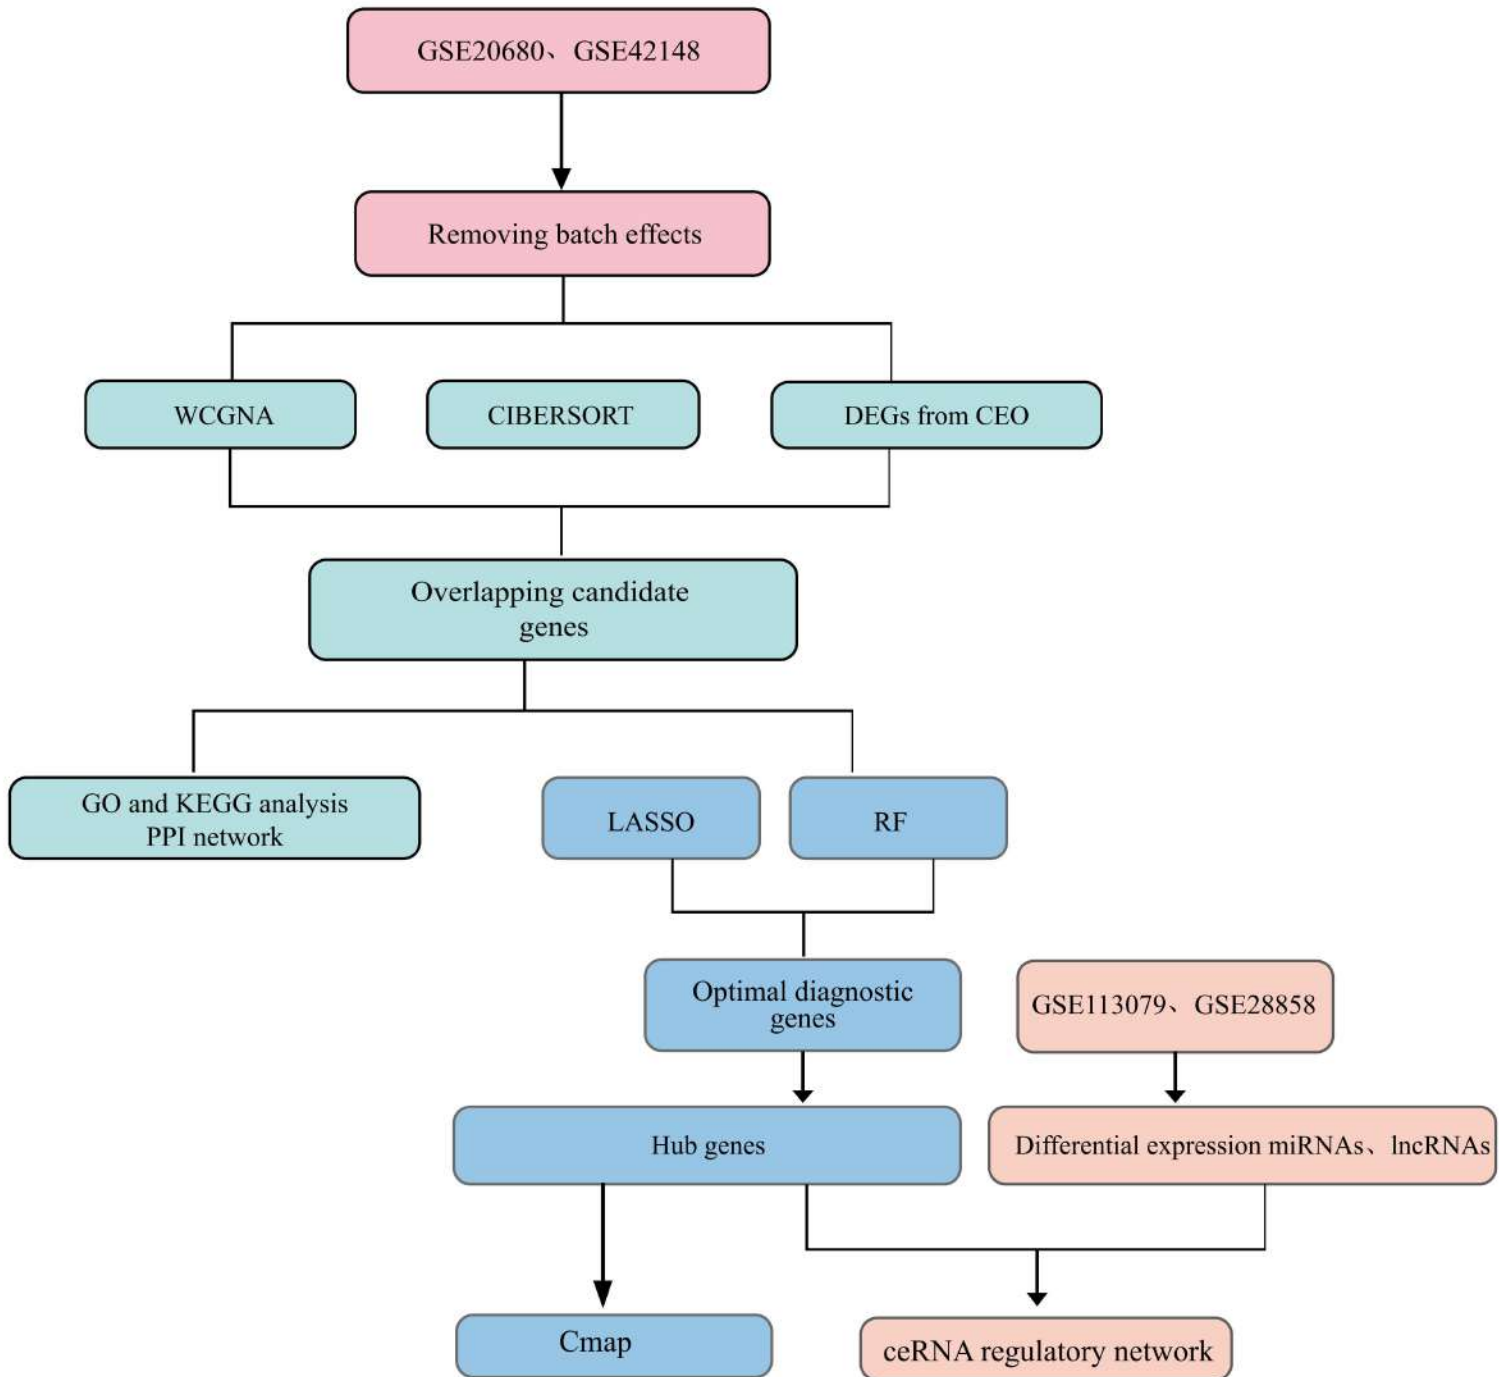 GSE20680、GSE42148
Removing batch effects
WCGNA
CIBERSORT
DEGs from CEO
Overlapping candidate
genes
GO and KEGG analysis
PPI network
LASSO
RF
Optimal diagnostic
genes
GSE113079、GSE28858
Hub genes
Differential expression miRNAs、lncRNAs
Cmap
ceRNA regulatory network